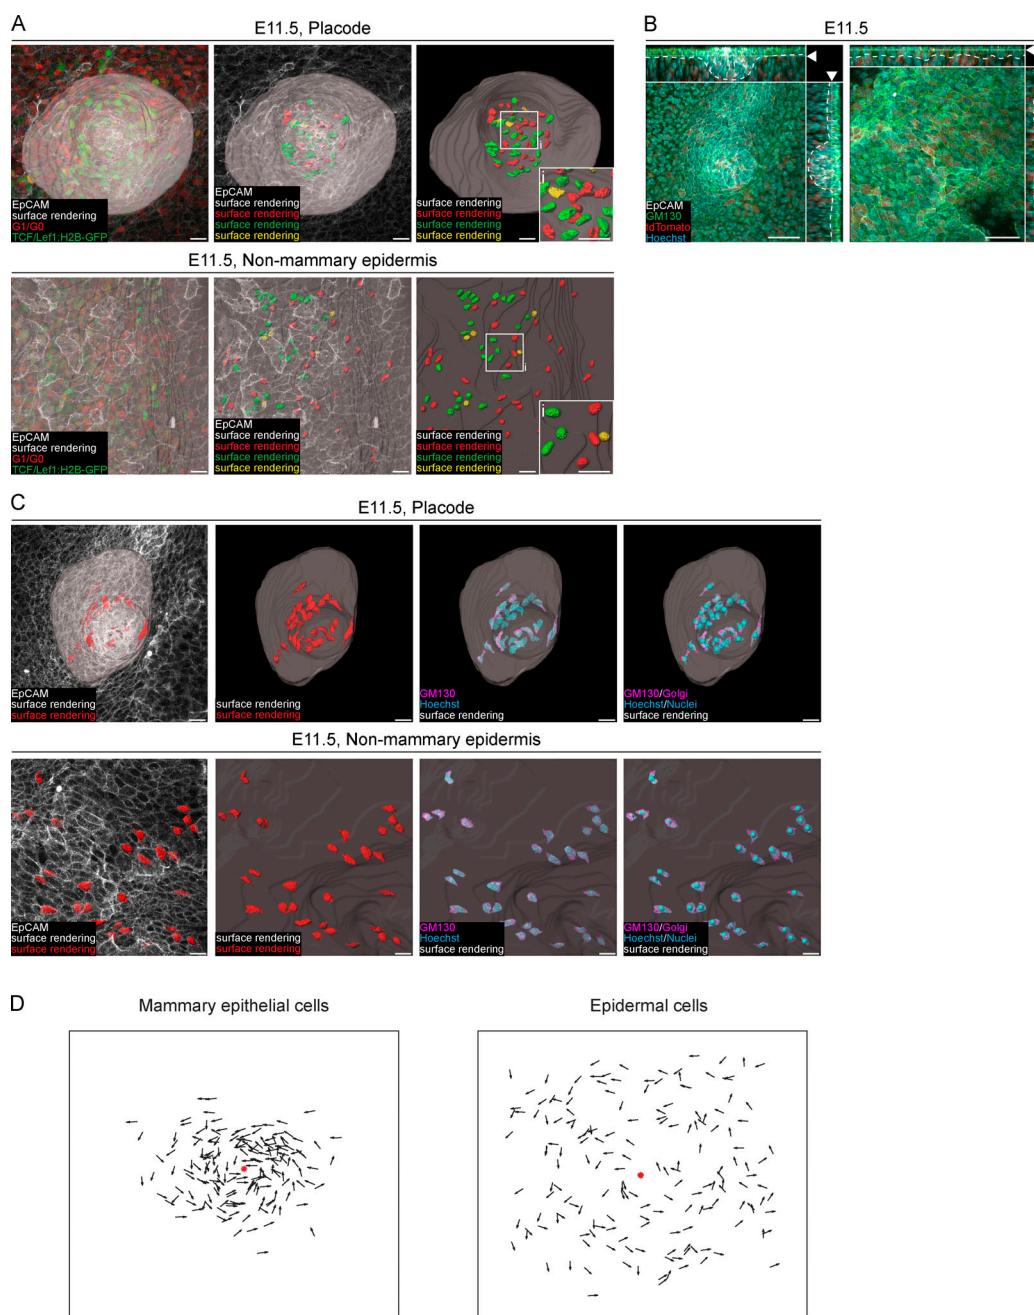 A
E11.5, Placode
EpCAM
surface rendering
G1/G0
TCF/Lef1:H2B-GFP
EpCAM
surface rendering
surface rendering
surface rendering
surface rendering
i
i
surface rendering
surface rendering
surface rendering
surface rendering
E11.5, Non-mammary epidermis
EpCAM
surface rendering
G1/G0
TCF/Lef1:H2B-GFP
EpCAM
surface rendering
surface rendering
surface rendering
surface rendering
i
i
surface rendering
surface rendering
surface rendering
surface rendering
B
E11.5
EpCAM
GM130
tdTomato
Hoechst
C
E11.5, Placode
EpCAM
surface rendering
surface rendering
surface rendering
surface rendering
GM130
Hoechst
surface rendering
GM130/Golgi
Hoechst/Nuclei
surface rendering
E11.5, Non-mammary epidermis
EpCAM
surface rendering
surface rendering
surface rendering
surface rendering
GM130
Hoechst
surface rendering
GM130/Golgi
Hoechst/Nuclei
surface rendering
D
Mammary epithelial cells
Epidermal cells